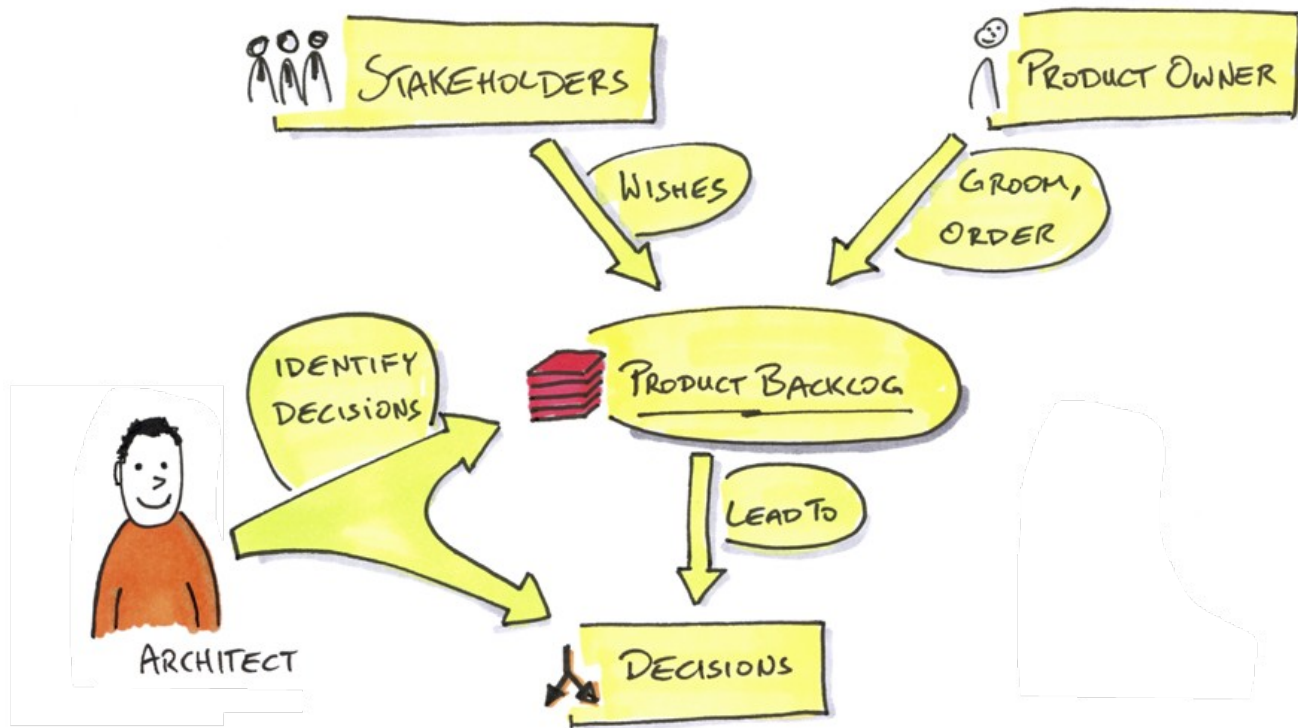 STAKEHOLDERS
PRODUCT OWNER
WISHES
GROOM,
ORDER
IDENTIFY
DECISIONS
PRODUCT BACKLOG
LEAD TO
ARCHITECT
DECISIONS